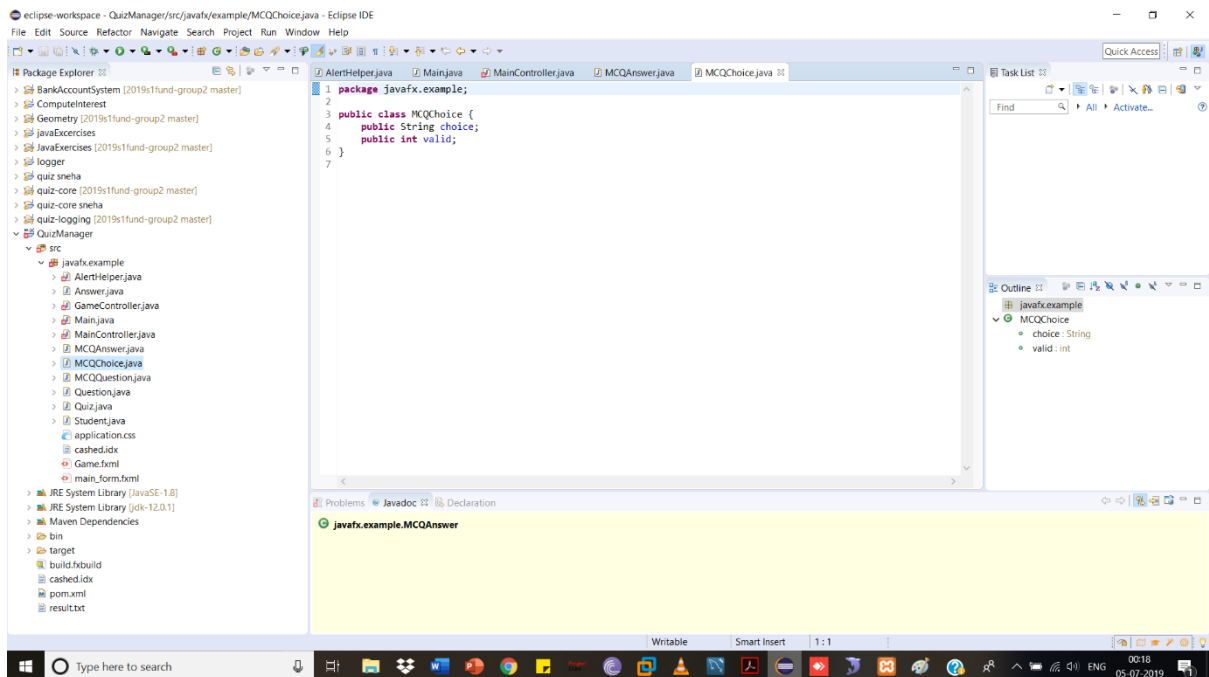 eclipse-workspace - QuizManager/src/javafx/example/MCQChoice.java - Eclipse IDE
File Edit Source Refactor Navigate Search Project Run Window Help
Quick Access
Package Explorer
BankAccountSystem [2019s1fund-group2 master]
ComputeInterest
Geometry [2019s1fund-group2 master]
javaExcercises
JavaExercises [2019s1fund-group2 master]
logger
quiz sneha
quiz-core [2019s1fund-group2 master]
quiz-core sneha
quiz-logging [2019s1fund-group2 master]
QuizManager
src
javafx.example
AlertHelper.java
Answer.java
GameController.java
Main.java
MainController.java
MCQAnswer.java
MCQChoice.java
MCQQuestion.java
Question.java
Quiz.java
Student.java
application.css
cashed.idx
Game.fxml
main_form.fxml
JRE System Library [JavaSE-1.8]
JRE System Library [jdk-12.0.1]
Maven Dependencies
bin
target
build.fxbuild
cashed.idx
pom.xml
result.txt
AlertHelper.java Main.java MainController.java MCQAnswer.java MCQChoice.java
1 package javafx.example;
2
3 public class MCQChoice {
4 public String choice;
5 public int valid;
6 }
7
Problems Javadoc Declaration
javafx.example.MCQAnswer
Task List
Find All Activate...
Outline
javafx.example
MCQChoice
choice : String
valid : int
Writable Smart Insert 1 : 1
Type here to search
ENG
00:18
05-07-2019